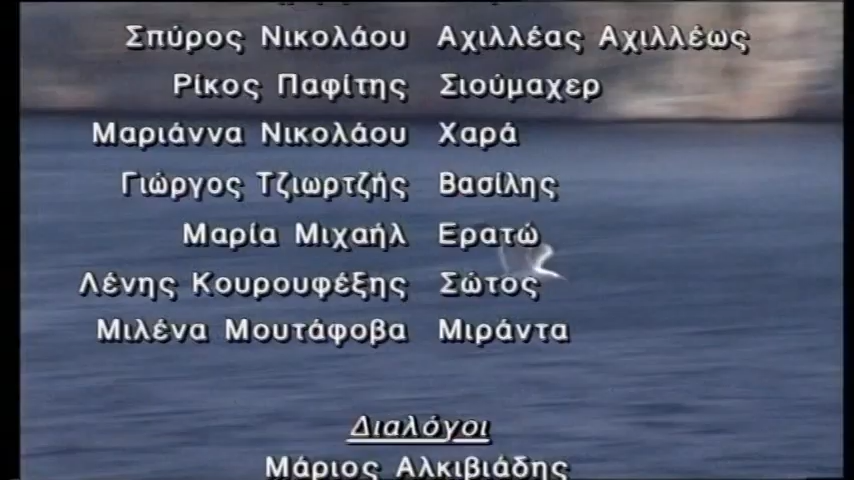 Σπύρος Νικολάου Αχιλλέας Αχιλλέως
Ρίκος Παφίτης Σιούμαχερ
Μαριάννα Νικολάου Χαρά
Γιώργος Τζιωρτζής Βασίλης
Μαρία Μιχαήλ Ερατώ
Λένης Κουρουφέξης Σώτος
Μιλένα Μουτάφοβα Μιράντα
Διαλόγοι
Μάριος Αλκιβιάδης